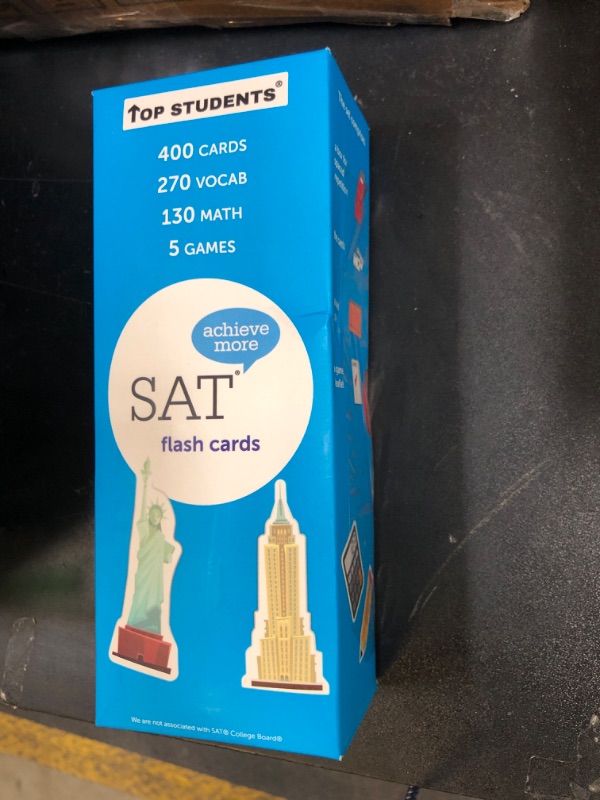 TOP STUDENTS®
400 CARDS
270 VOCAB
130 MATH
5 GAMES
achieve
more
SAT®
flash cards
We are not associated with SAT® College Board®